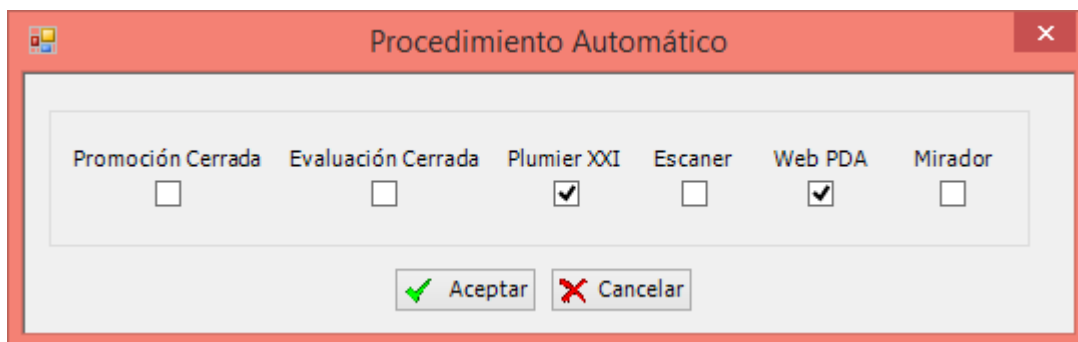 Procedimiento Automático
Promoción Cerrada Evaluación Cerrada Plumier XXI Escaner Web PDA Mirador
Aceptar Cancelar